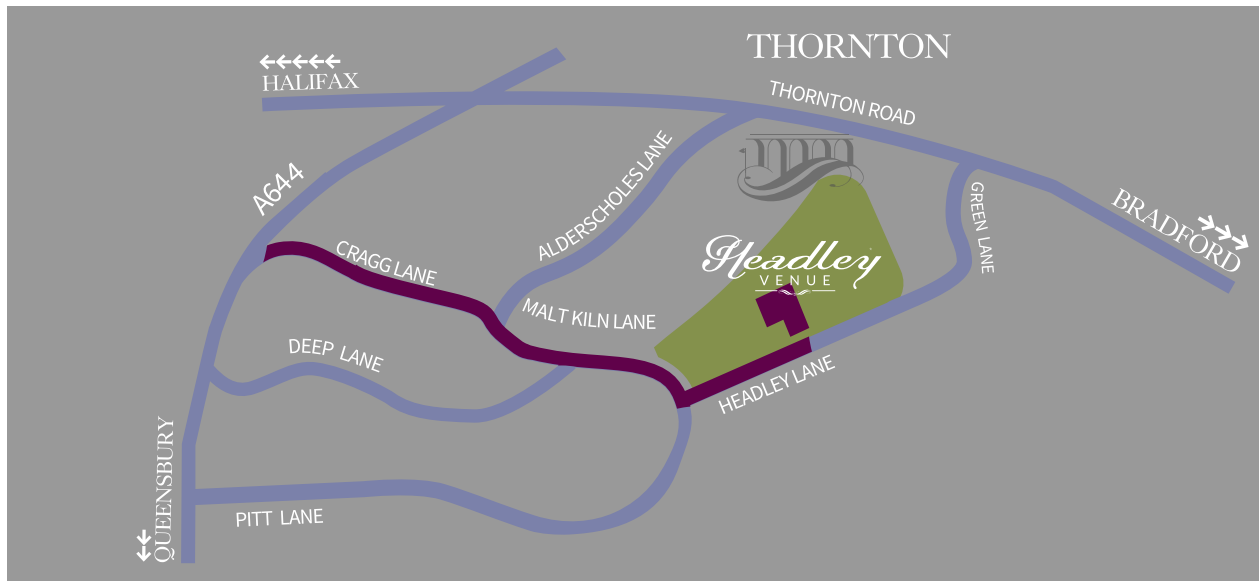 THORNTON
HALIFAX
THORNTON ROAD
A644
ALDERSCHOLES LANE
GREEN LANE
BRADFORD
CRAGG LANE
Headley
VENUE
MALT KILN LANE
DEEP LANE
HEADLEY LANE
QUEENSBURY
PITT LANE